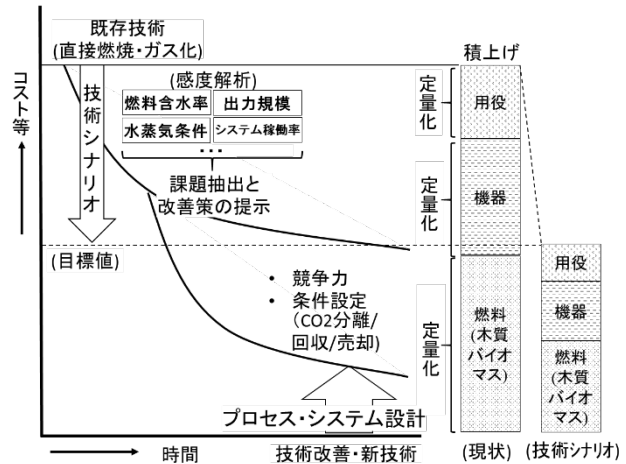 既存技術
(直接燃焼・ガス化)
コスト等
技術シナリオ
(感度解析)
燃料含水率
出力規模
水蒸気条件
システム稼働率
・・・
課題抽出と
改善策の提示
(目標値)
• 競争力
• 条件設定
(CO2分離/
回収/売却)
プロセス・システム設計
時間
技術改善・新技術
積上げ
定量化
定量化
定量化
用役
機器
燃料
(木質
バイオ
マス)
(現状)
用役
機器
燃料
(木質
バイオ
マス)
(技術シナリオ)